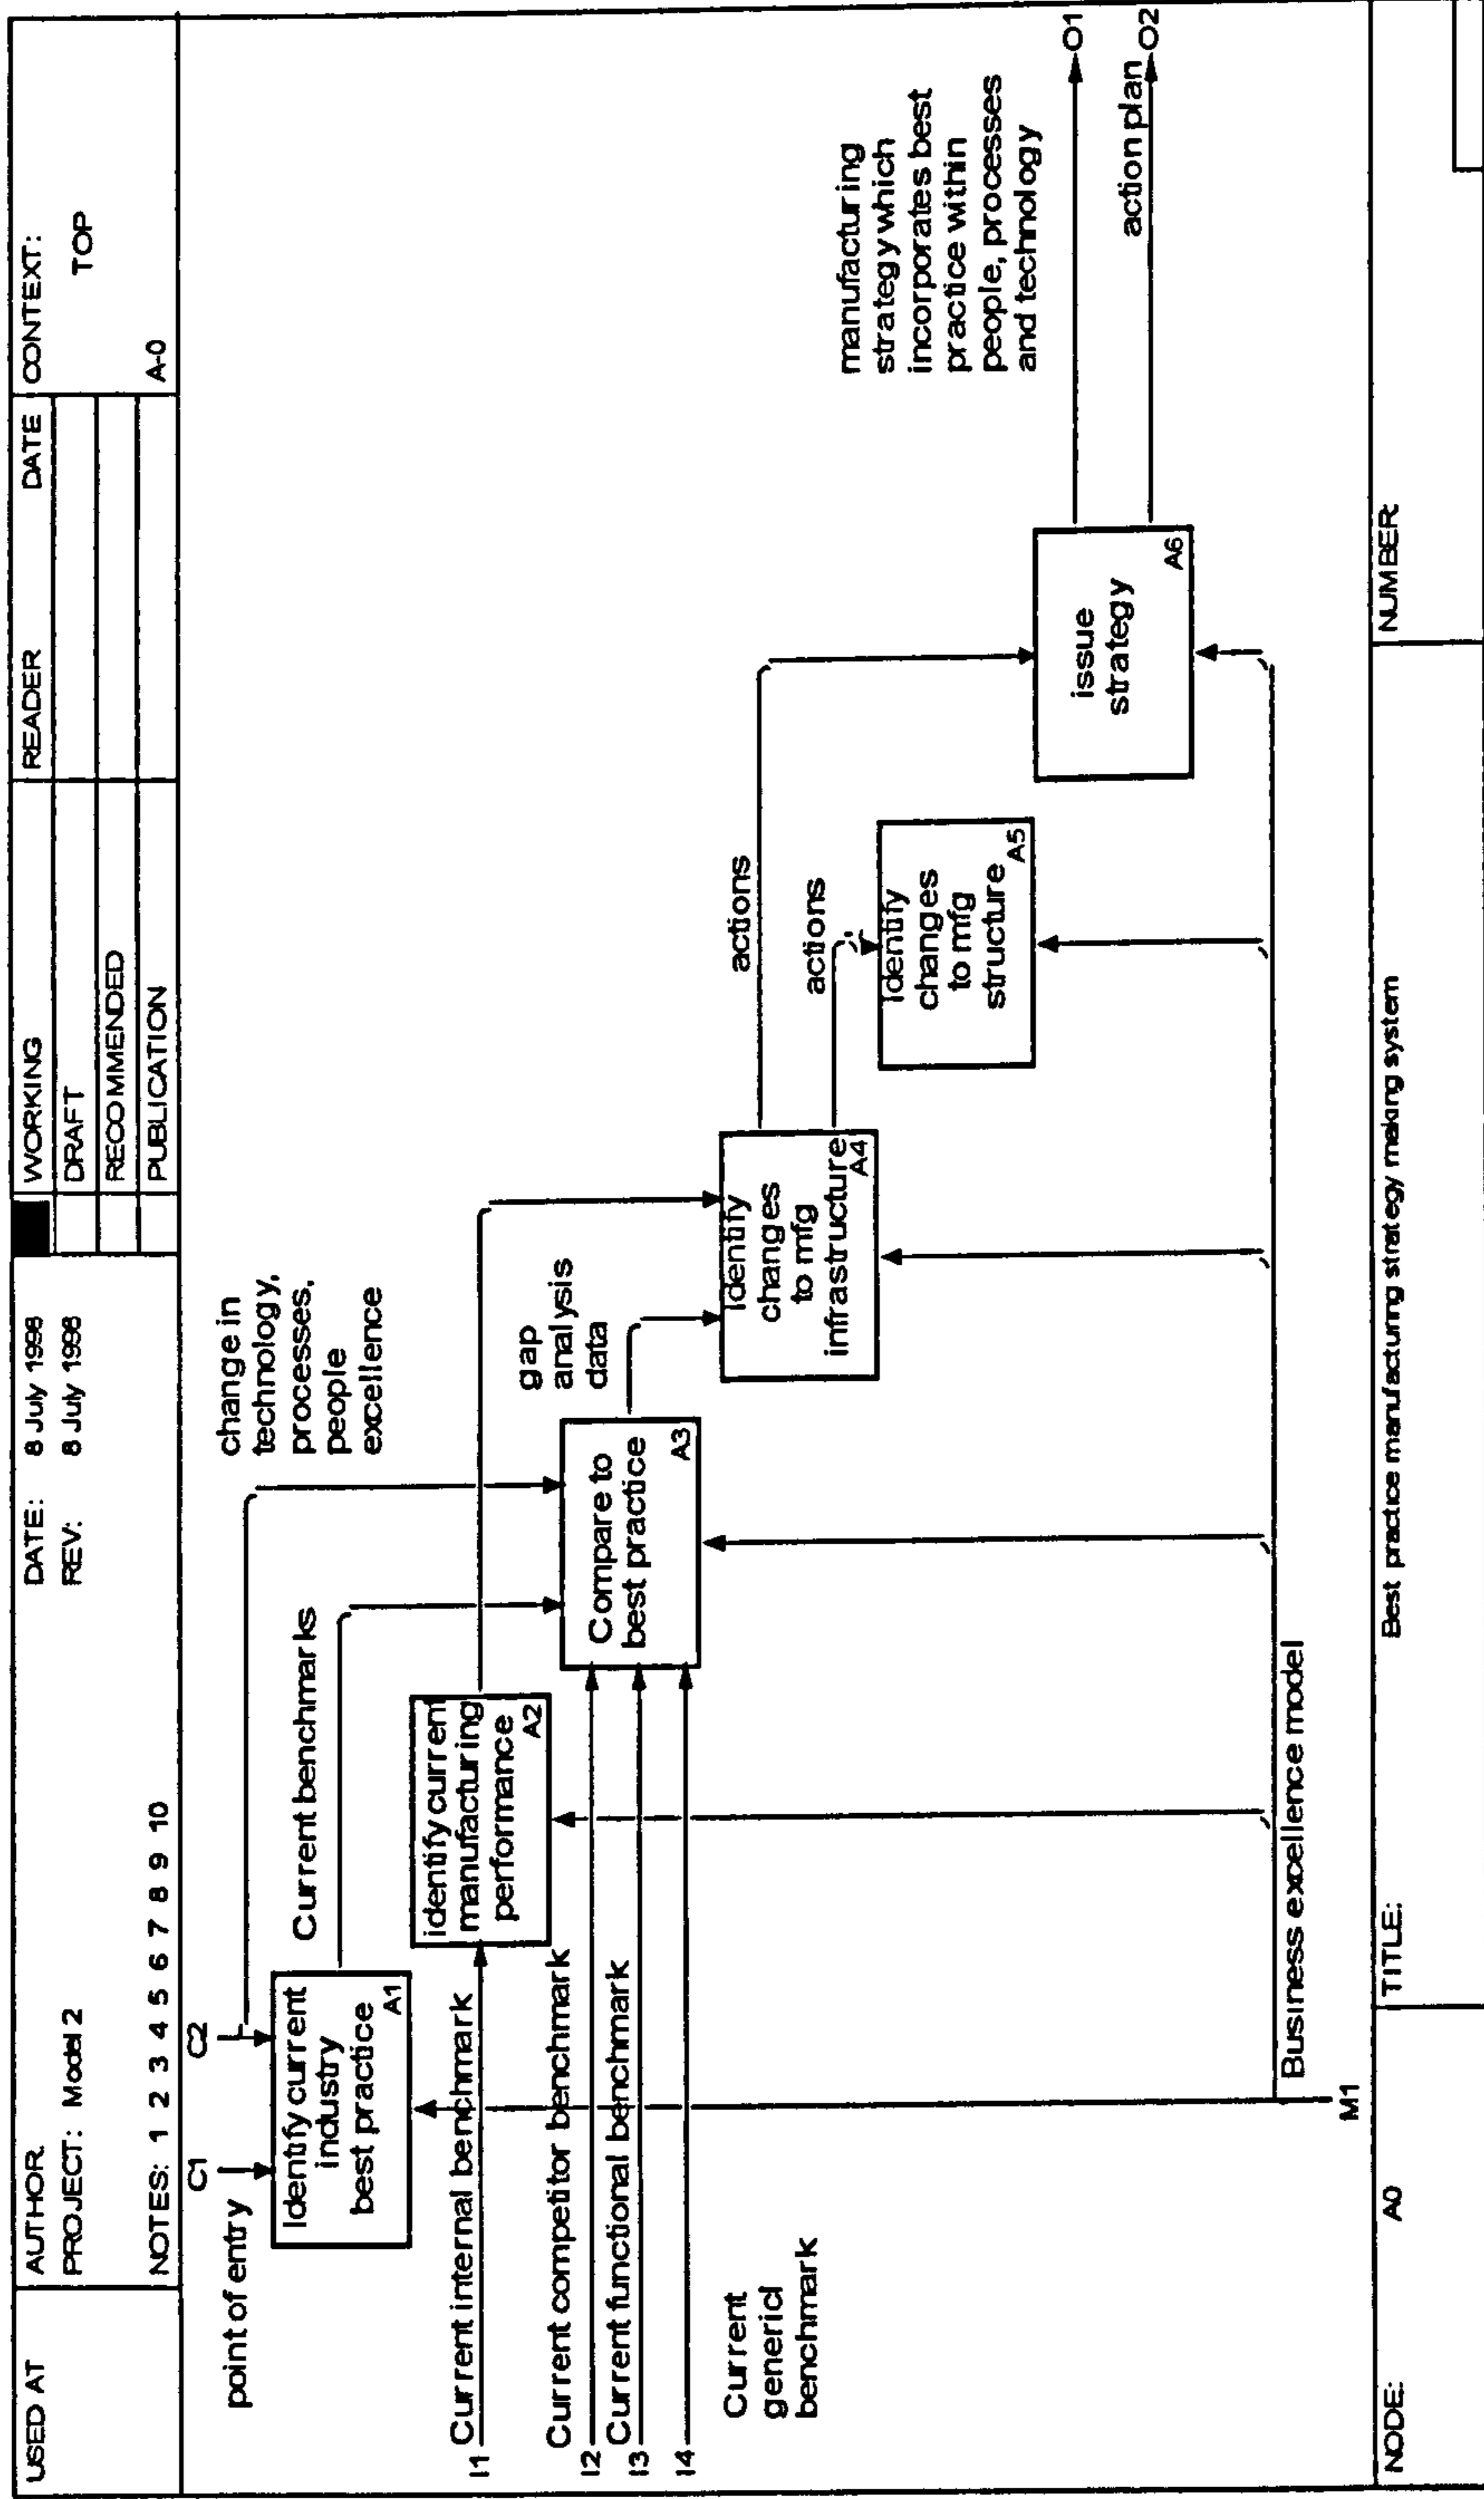 USED AT
AUTHOR.
PROJECT: Model 2
NOTES: 1 2 3 4 5 6 7 8 9 10
DATE: 8 July 1998
REV: 8 July 1998
WORKING
DRAFT
RECOMMENDED
PUBLICATION
READER
DATE
CONTEXT:
TOP
A-0
C1
C2
point of entry
change in
technology,
processes,
people
excellence
Identify current
industry
best practice
A1
Current benchmarks
I1
Current internal benchmark
identify current
manufacturing
performance
A2
I2
Current competitor benchmark
I3
Current functional benchmark
I4
Current
genericl
benchmark
Compare to
best practice
A3
gap
analysis
data
Identify
changes
to mfg
infrastructure
A4
actions
actions
Identify
changes
to mfg
structure
A5
issue
strategy
A6
manufacturing
strategy which
incorporates best
practice within
people, processes
and technology
O1
action plan
O2
Business excellence model
M1
NODE:
A0
TITLE:
Best practice manufacturing strategy making system
NUMBER: